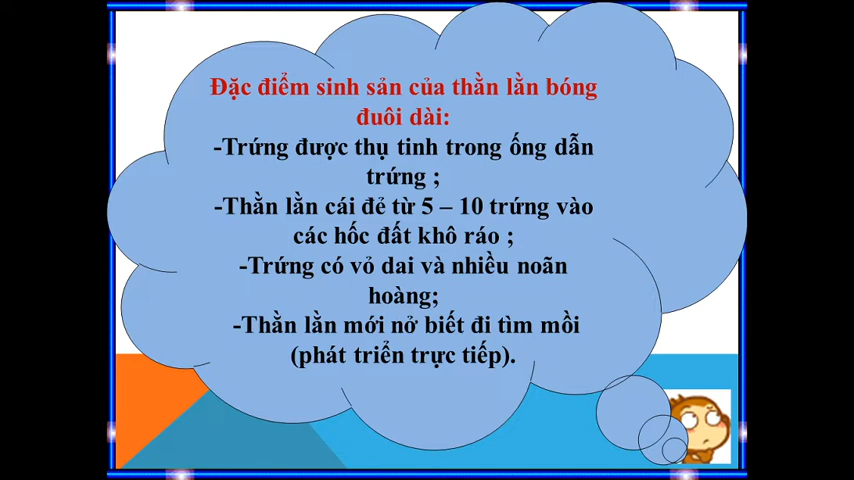 Đặc điểm sinh sản của thằn lằn bóng
đuôi dài:
-Trứng được thụ tinh trong ống dẫn
trứng ;
-Thằn lằn cái đẻ từ 5 – 10 trứng vào
các hốc đất khô ráo ;
-Trứng có vỏ dai và nhiều noãn
hoàng;
-Thằn lằn mới nở biết đi tìm mồi
(phát triển trực tiếp).